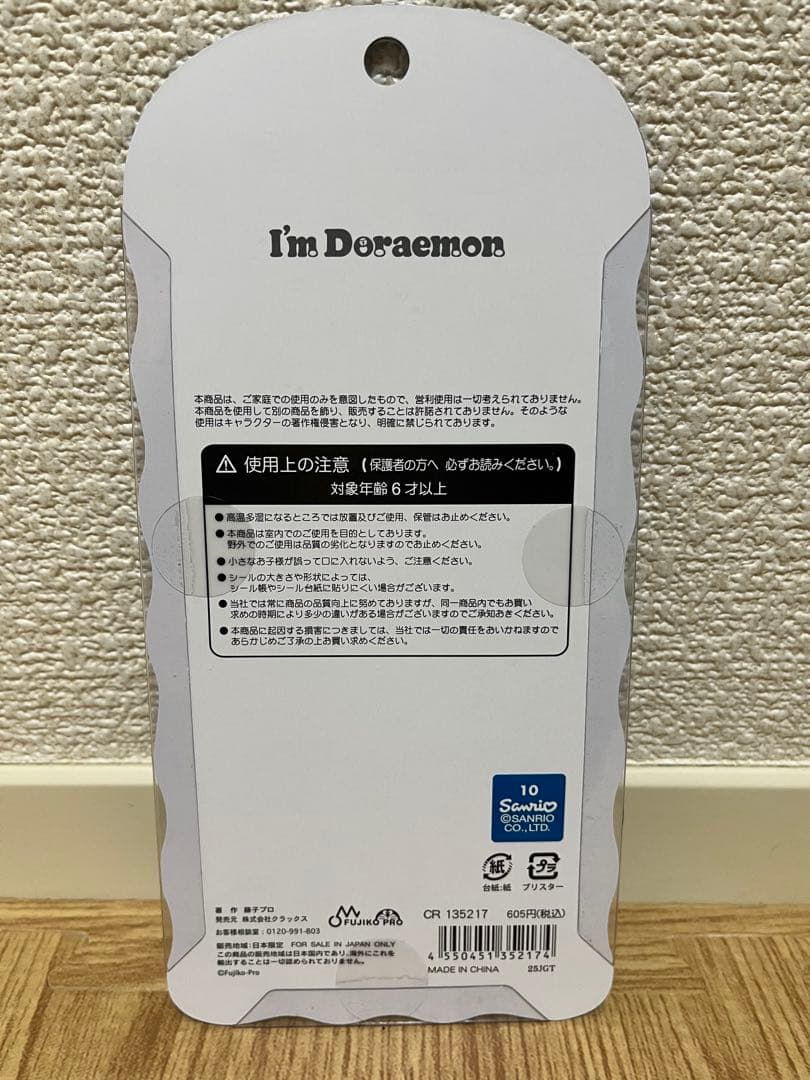 I'm Doraemon
本商品は、ご家庭での使用のみを意図したもので、営利使用は一切考えられておりません。
本商品を使用して別の商品を飾り、販売することは許諾されておりません。そのような
使用はキャラクターの著作権侵害となり、明確に禁じられております。
⚠ 使用上の注意 (保護者の方へ 必ずお読みください。)
対象年齢6才以上
●高温多湿になるところでは放置及びご使用、保管はお止めください。
●本商品は室内でのご使用を目的としております。
野外でのご使用は品質の劣化となりますのでお止めください。
●小さなお子様が誤って口に入れないよう、ご注意ください。
●シールの大きさや形状によっては、
シール帳やシール台紙に貼りにくい場合がございます。
●当社では常に商品の品質向上に努めておりますが、同一商品内でもお買い
求めの時期により多少の違いがある場合がございますのでご承知おきください。
●本商品に起因する損害につきましては、当社では一切の責任をおいかねますので
あらかじめご了承の上お買い求めください。
10
Sanrio
©SANRIO
CO.,LTD.
紙 プラ
台紙:紙 ブリスター
著 作 藤子プロ
発売元 株式会社クラックス
お客様相談室:0120-991-803
FUJIKO PRO
CR 135217 605円(税込)
販売地域:日本限定 FOR SALE IN JAPAN ONLY
この商品の販売地域は日本国内であり、海外にこれを
輸出することは一切認められておりません。
©Fujiko-Pro
4 550451 352174
MADE IN CHINA 25JGT